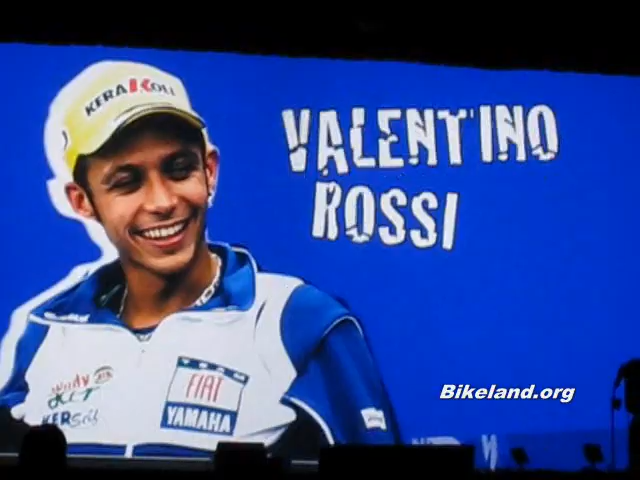 KERAKOLL
VALENTINO
ROSSI
FIAT
YAMAHA
Bikeland.org